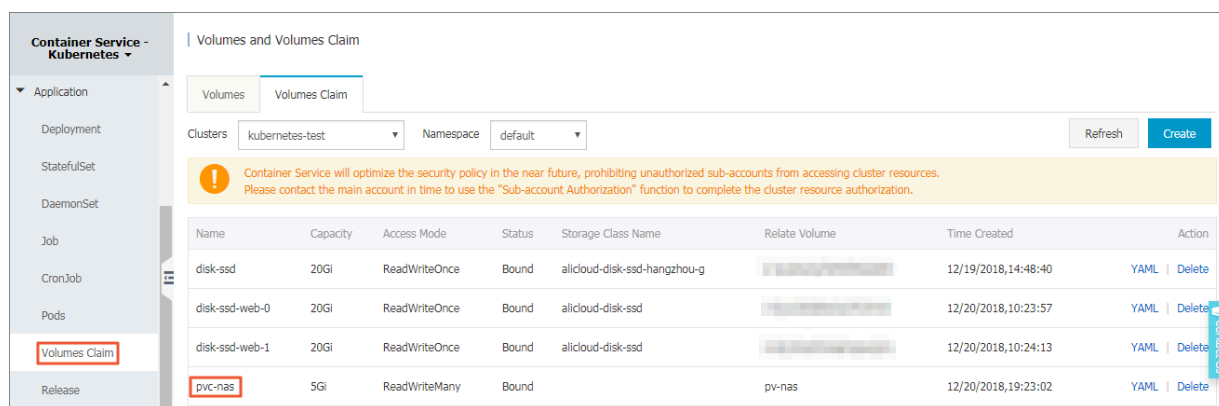 Container Service -
Kubernetes
Volumes and Volumes Claim
Application
Deployment
StatefulSet
DaemonSet
Job
CronJob
Pods
Volumes Claim
Release
Volumes Volumes Claim
Clusters kubernetes-test Namespace default Refresh Create
Container Service will optimize the security policy in the near future, prohibiting unauthorized sub-accounts from accessing cluster resources.
Please contact the main account in time to use the "Sub-account Authorization" function to complete the cluster resource authorization.
Name Capacity Access Mode Status Storage Class Name Relate Volume Time Created Action
disk-ssd 20Gi ReadWriteOnce Bound alicloud-disk-ssd-hangzhou-g 12/19/2018,14:48:40 YAML | Delete
disk-ssd-web-0 20Gi ReadWriteOnce Bound alicloud-disk-ssd 12/20/2018,10:23:57 YAML | Delete
disk-ssd-web-1 20Gi ReadWriteOnce Bound alicloud-disk-ssd 12/20/2018,10:24:13 YAML | Delete
pvc-nas 5Gi ReadWriteMany Bound pv-nas 12/20/2018,19:23:02 YAML | Delete